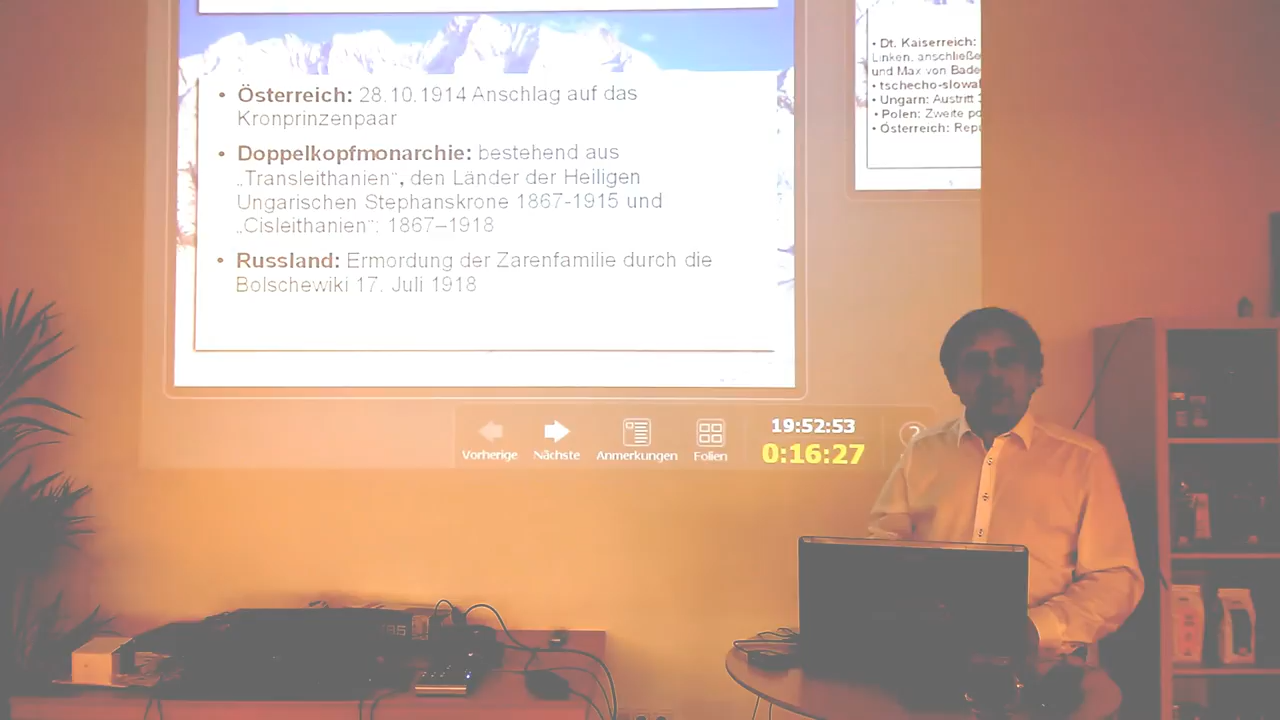 • Österreich: 28.10.1914 Anschlag auf das
Kronprinzenpaar
• Doppelkopfmonarchie: bestehend aus
„Transleithanien“, den Länder der Heiligen
Ungarischen Stephanskrone 1867-1915 und
„Cisleithanien“: 1867–1918
• Russland: Ermordung der Zarenfamilie durch die
Bolschewiki 17. Juli 1918
• Dt. Kaiserreich:
Linken, anschließe
und Max von Bade
• tschecho-slowa
• Ungarn: Austritt
• Polen: Zweite
• Österreich: Rep
Vorherige
Nächste
Anmerkungen
Folien
19:52:53
0:16:27
?